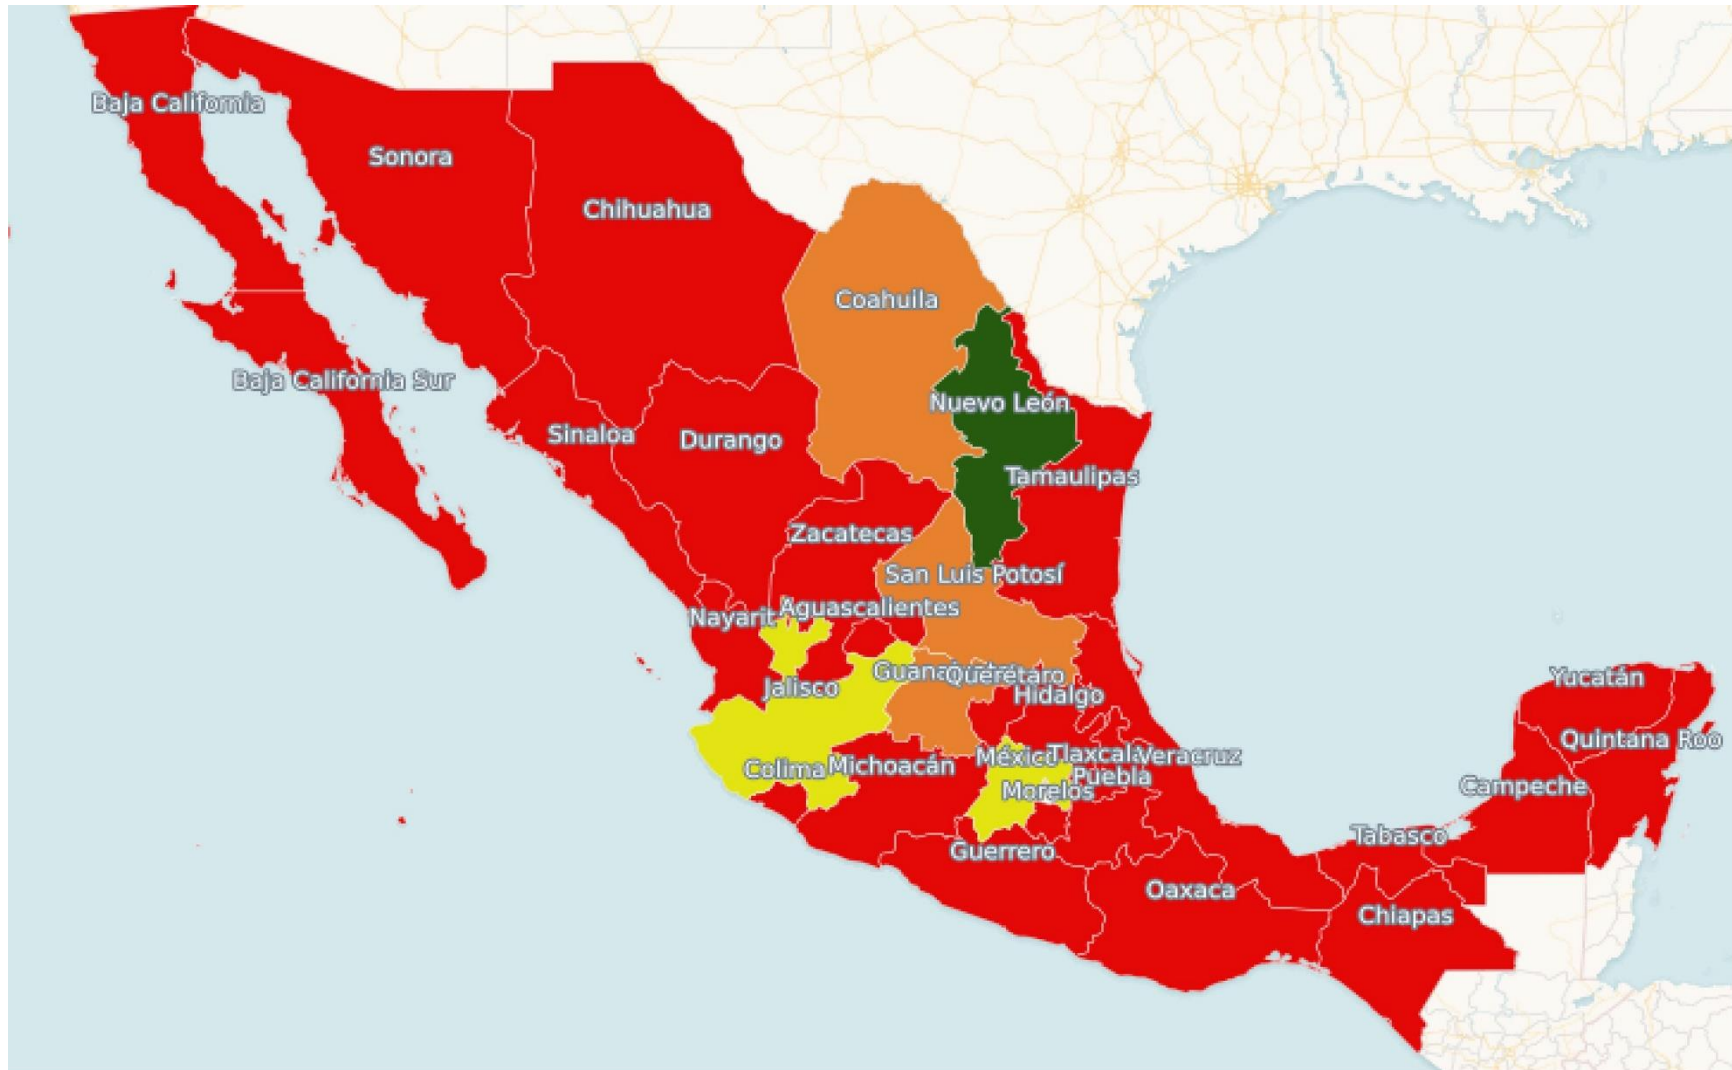 Baja California
Sonora
Chihuahua
Coahuila
Baja California Sur
Nuevo León
Sinaloa
Durango
Tamaulipas
Zacatecas
San Luis Potosí
Aguascalientes
Nayarit
Querétaro
Yucatán
Jalisco
Hidalgo
Quintana Roo
México
Tlaxcala
Veracruz
Colima
Michoacán
Puebla
Campeche
Morelos
Tabasco
Guerrero
Oaxaca
Chiapas